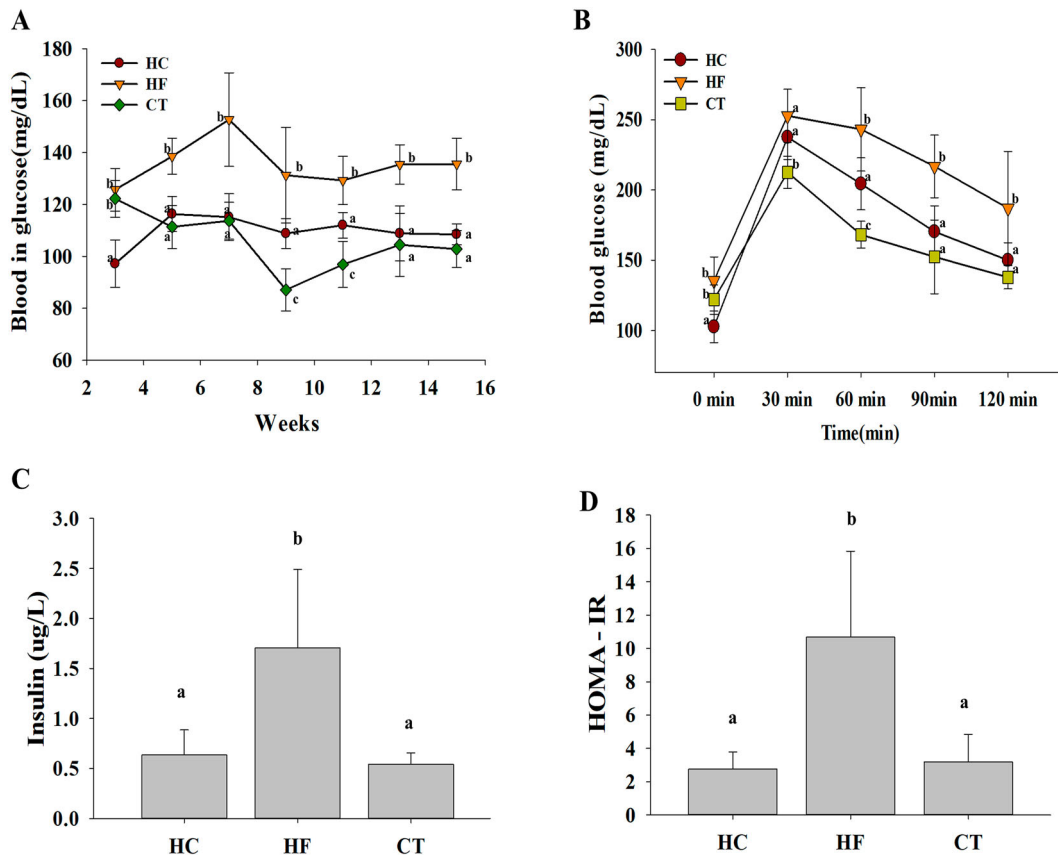 A
180
160
140
120
100
80
60
Blood in glucose(mg/dL)
HC
HF
CT
b
b
b
b
b
b
b
b
a
a
a
a
a
a
a
a
a
a
c
c
a
a
2
4
6
8
10
12
14
16
Weeks
B
300
250
200
150
100
Blood glucose (mg/dL)
HC
HF
CT
a
b
a
b
b
c
a
b
a
a
b
a
b
b
a
0 min
30 min
60 min
90min
120 min
Time(min)
C
3.0
2.5
2.0
1.5
1.0
0.5
0.0
Insulin (ug/L)
a
b
a
HC
HF
CT
D
18
16
14
12
10
8
6
4
2
0
HOMA - IR
a
b
a
HC
HF
CT